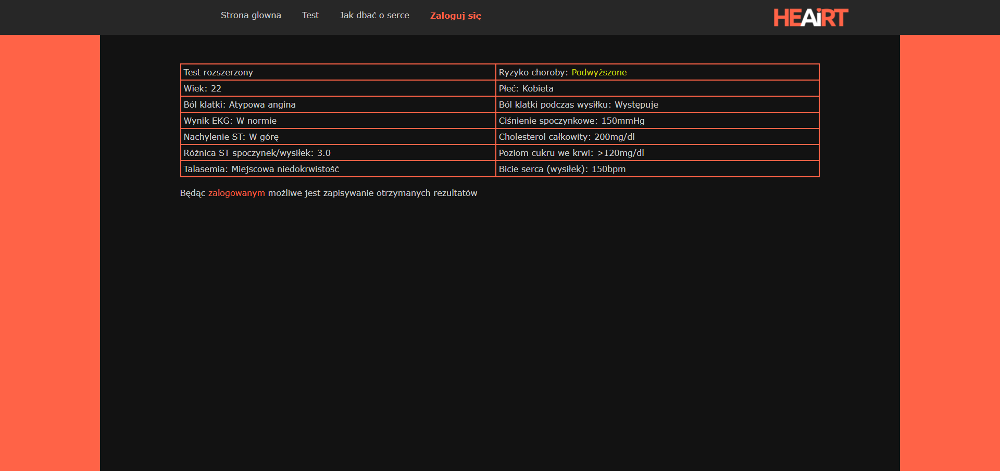 Strona glowna Test Jak dbać o serce Zaloguj się HEAiRT
Test rozszerzony Ryzyko choroby: Podwyższone
Wiek: 22 Płeć: Kobieta
Ból klatki: Atypowa angina Ból klatki podczas wysiłku: Występuje
Wynik EKG: W normie Ciśnienie spoczynkowe: 150mmHg
Nachylenie ST: W górę Cholesterol całkowity: 200mg/dl
Różnica ST spoczynek/wysiłek: 3.0 Poziom cukru we krwi: >120mg/dl
Talasemia: Miejscowa niedokrwistość Bicie serca (wysiłek): 150bpm
Będąc zalogowanym możliwe jest zapisywanie otrzymanych rezultatów